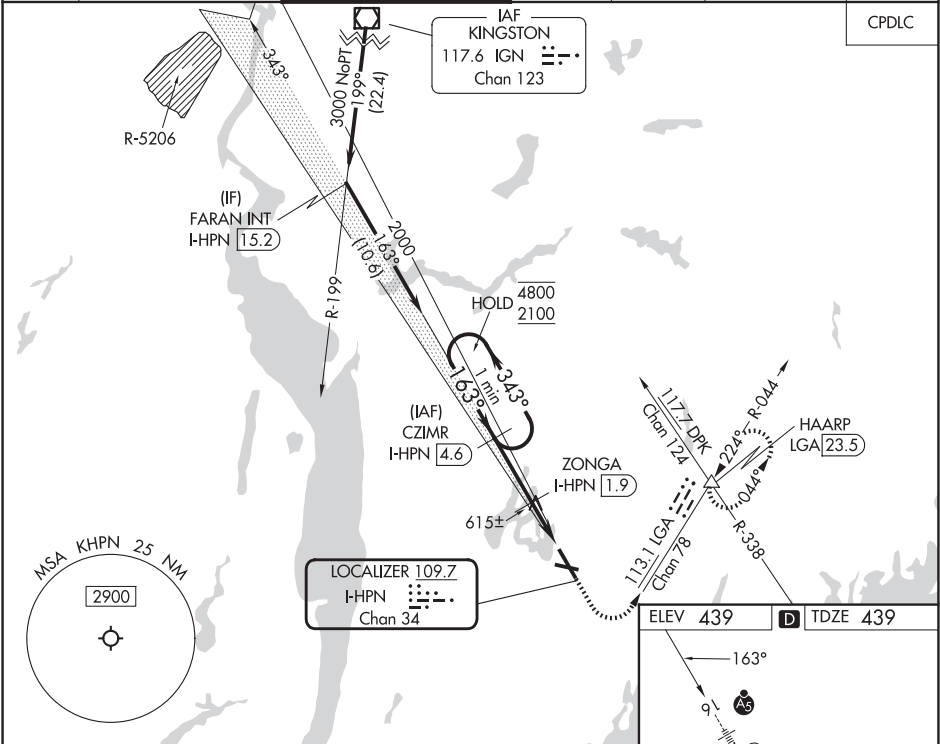 CPDLC
IAF
KINGSTON
117.6 IGN
Chan 123
343°
R-5206
3000 NoPT
199°
(22.4)
(IF)
FARAN INT
I-HPN 15.2
2000
163°
(10.6)
R-199
HOLD 4800
2100
1 min
163°
343°
(IAF)
CZIMR
I-HPN 4.6
117.7 DPK
Chan 124
224°
R-044
HAARP
LGA 23.5
044°
ZONGA
I-HPN 1.9
615±
113.1 LGA
Chan 78
R-338
MSA KHPN 25 NM
2900
LOCALIZER 109.7
I-HPN
Chan 34
ELEV 439 D TDZE 439
163°
16
A5